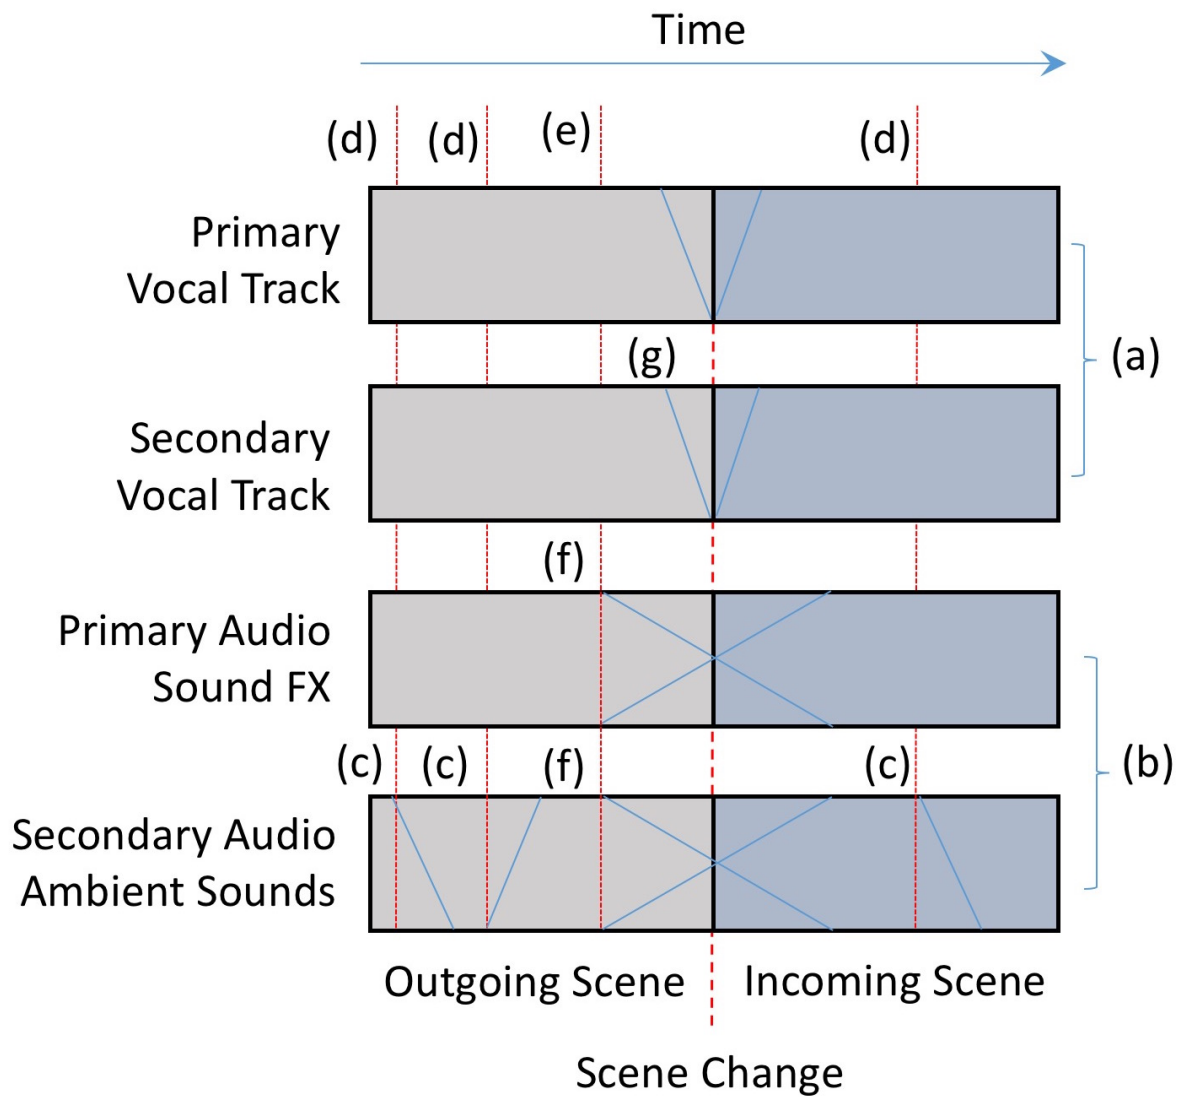 Time
(d)
(d)
(e)
(d)
Primary
Vocal Track
(a)
(g)
Secondary
Vocal Track
(f)
Primary Audio
Sound FX
(c)
(c)
(f)
(c)
(b)
Secondary Audio
Ambient Sounds
Outgoing Scene
Incoming Scene
Scene Change